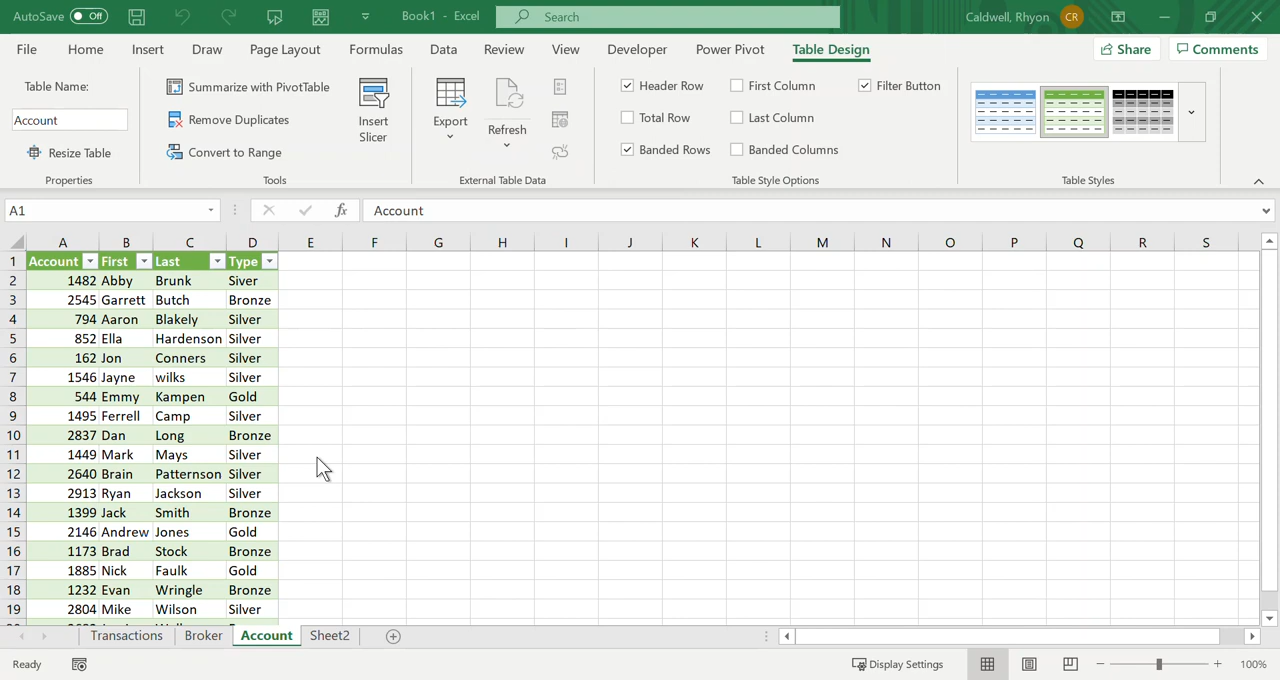 AutoSave Off Book1 - Excel Search Caldwell, Rhyon CR
File Home Insert Draw Page Layout Formulas Data Review View Developer Power Pivot Table Design Share Comments
Table Name:
Account
Resize Table
Properties
Summarize with PivotTable
Remove Duplicates
Convert to Range
Tools
Insert
Slicer
Export
Refresh
External Table Data
Header Row First Column Filter Button
Total Row Last Column
Banded Rows Banded Columns
Table Style Options
Table Styles
A1 fx Account
A B C D E F G H I J K L M N O P Q R S
1 Account First Last Type
2 1482 Abby Brunk Siver
3 2545 Garrett Butch Bronze
4 794 Aaron Blakely Silver
5 852 Ella Hardenson Silver
6 162 Jon Conners Silver
7 1546 Jayne wilks Silver
8 544 Emmy Kampen Gold
9 1495 Ferrell Camp Silver
10 2837 Dan Long Bronze
11 1449 Mark Mays Silver
12 2640 Brain Patternson Silver
13 2913 Ryan Jackson Silver
14 1399 Jack Smith Bronze
15 2146 Andrew Jones Gold
16 1173 Brad Stock Bronze
17 1885 Nick Faulk Gold
18 1232 Evan Wringle Bronze
19 2804 Mike Wilson Silver
Transactions Broker Account Sheet2
Ready Display Settings 100%